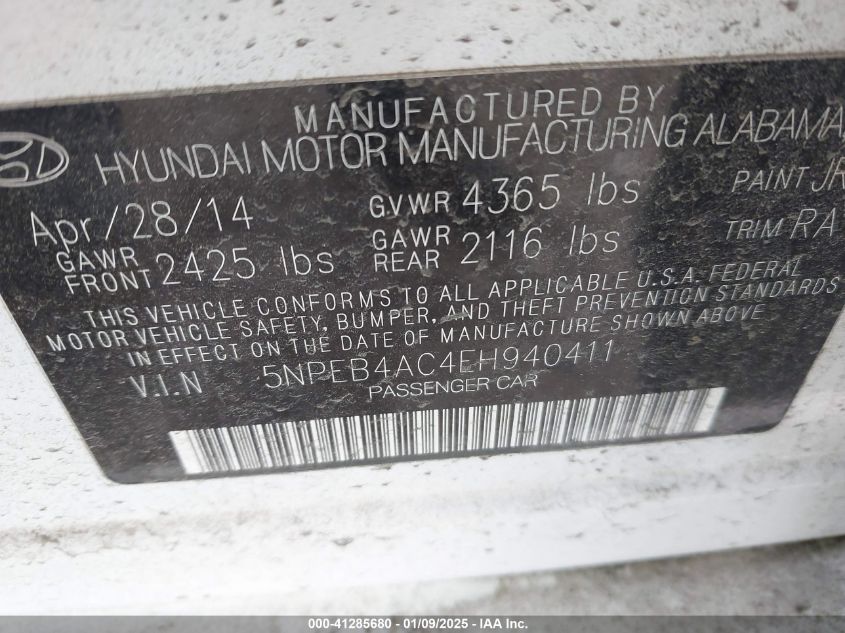 MANUFACTURED BY
HYUNDAI MOTOR MANUFACTURING ALABAMA,
Apr/28/14 GVWR 4365 lbs PAINT JR
GAWR FRONT 2425 lbs GAWR REAR 2116 lbs TRIM RA
THIS VEHICLE CONFORMS TO ALL APPLICABLE U.S.A. FEDERAL
MOTOR VEHICLE SAFETY, BUMPER, AND THEFT PREVENTION STANDARDS
IN EFFECT ON THE DATE OF MANUFACTURE SHOWN ABOVE
V.I.N 5NPEB4AC4EH940411
PASSENGER CAR
000-41285680 - 01/09/2025 - IAA Inc.